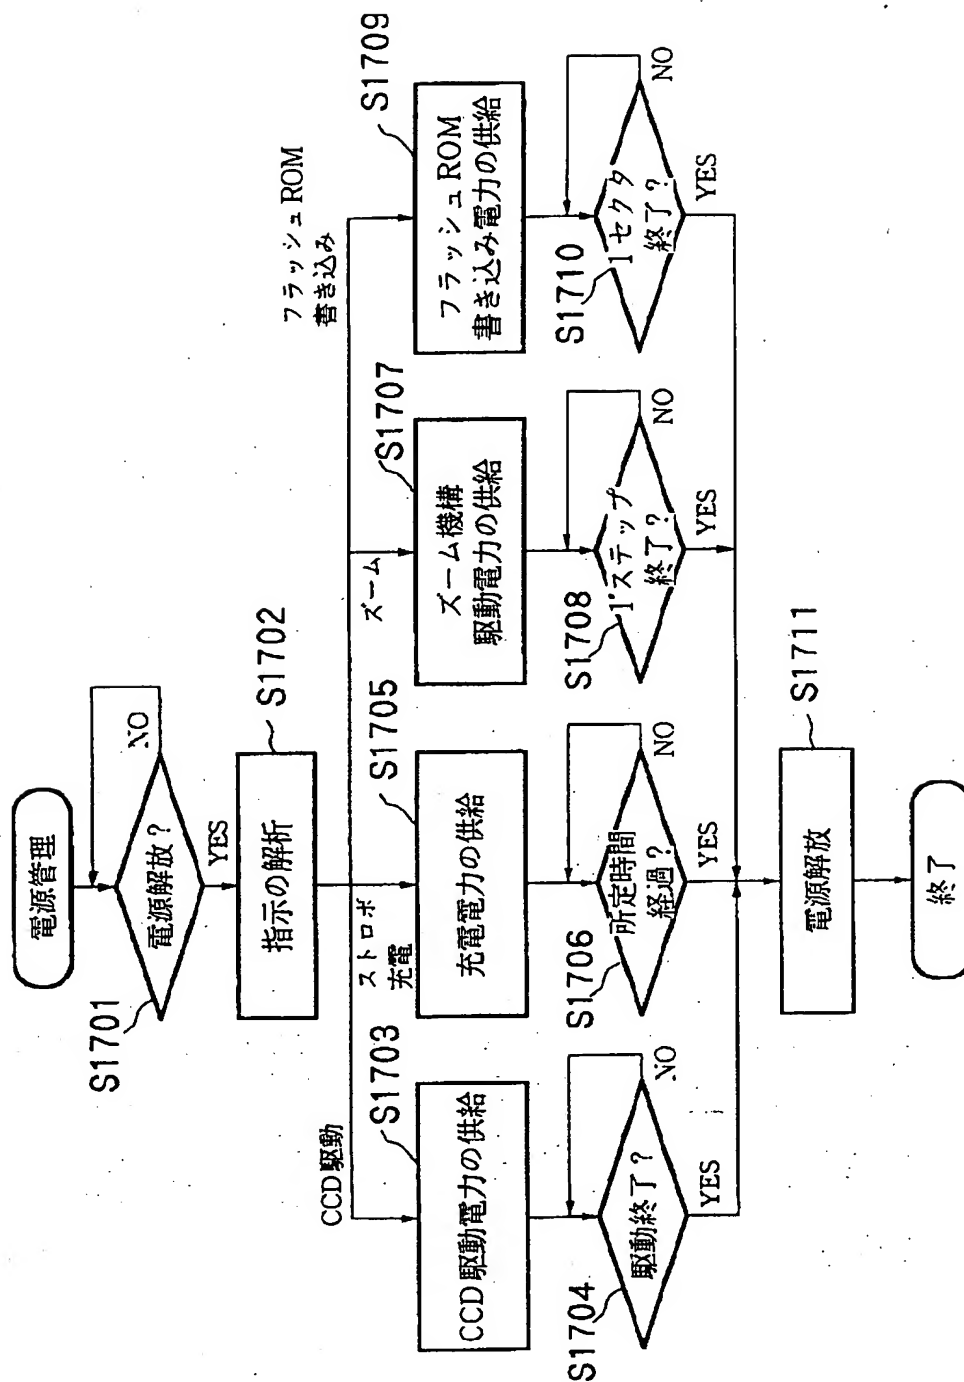 電源管理
S1701
電源解放?
NO
YES
S1702
指示の解析
CCD駆動
ストロボ
充電
ズーム
フラッシュROM
書き込み
S1703
CCD駆動電力の供給
S1705
充電電力の供給
S1707
ズーム機構
駆動電力の供給
S1709
フラッシュROM
書き込み電力の供給
S1704
駆動終了?
NO
YES
S1706
所定時間
経過?
NO
YES
S1708
1ステップ
終了?
NO
YES
S1710
1セクタ
終了?
NO
YES
S1711
電源解放
終了